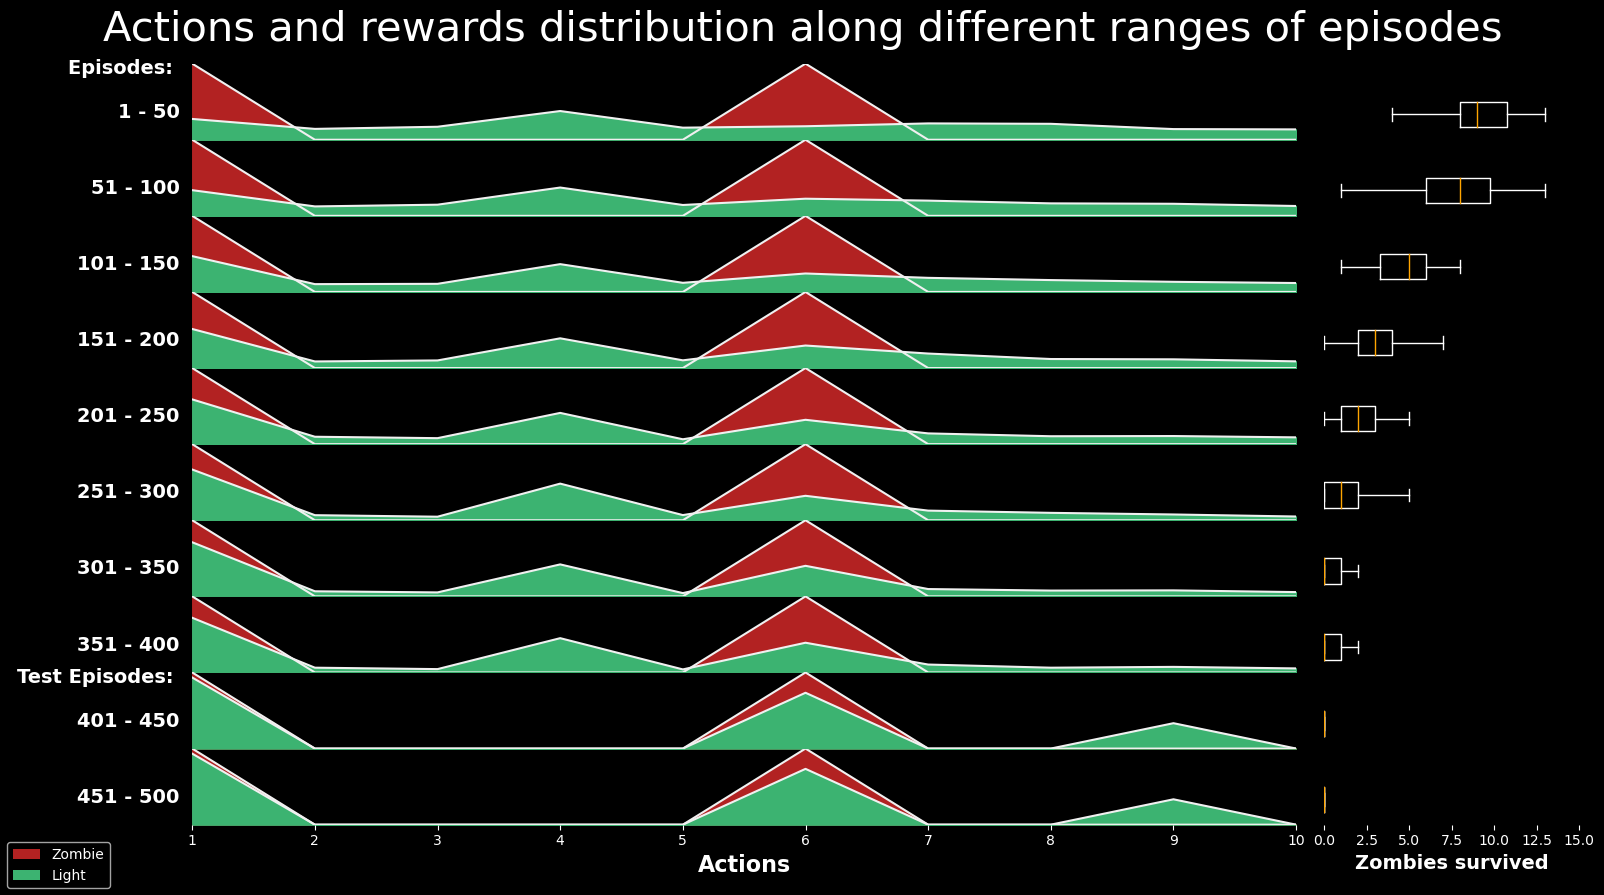 Actions and rewards distribution along different ranges of episodes
Episodes:
1 - 50
51 - 100
101 - 150
151 - 200
201 - 250
251 - 300
301 - 350
351 - 400
Test Episodes:
401 - 450
451 - 500
1 2 3 4 5 6 7 8 9 10
0.0 2.5 5.0 7.5 10.0 12.5 15.0
Actions
Zombies survived
Zombie
Light